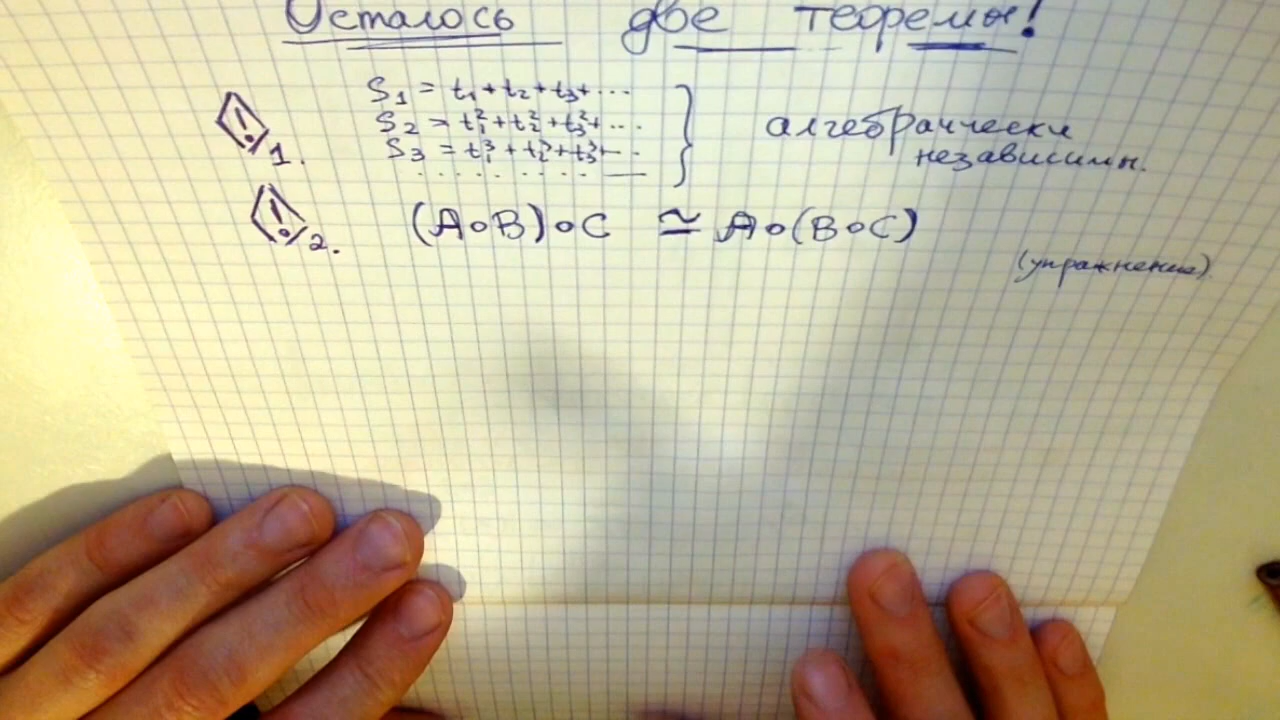 Осталось две теоремы!
!1. S₁ = t₁ + t₂ + t₃ + ...
S₂ = t₁² + t₂² + t₃² + ...
S₃ = t₁³ + t₂³ + t₃³ + ...
..........
алгебраически
независимы.
!2. (A∘B)∘C ≅ A∘(B∘C)
(упражнение).